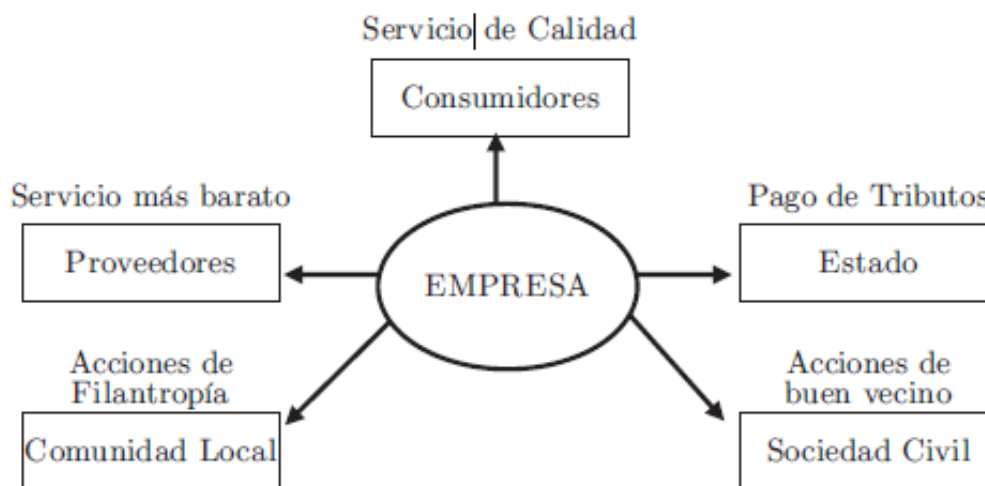 Servicio de Calidad
Consumidores
Servicio más barato
Proveedores
Pago de Tributos
Estado
EMPRESA
Acciones de
Filantropía
Comunidad Local
Acciones de
buen vecino
Sociedad Civil